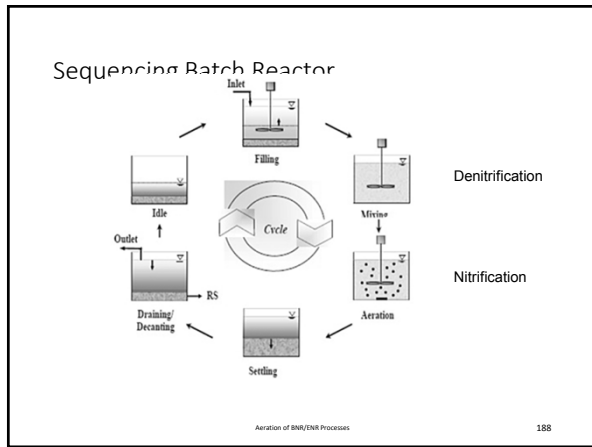 Sequencing Batch Reactor
Inlet
Filling
Denitrification
Mixing
Idle
Cycle
Outlet
Nitrification
RS
Draining/
Decanting
Aeration
Settling
Aeration of BNR/ENR Processes
188